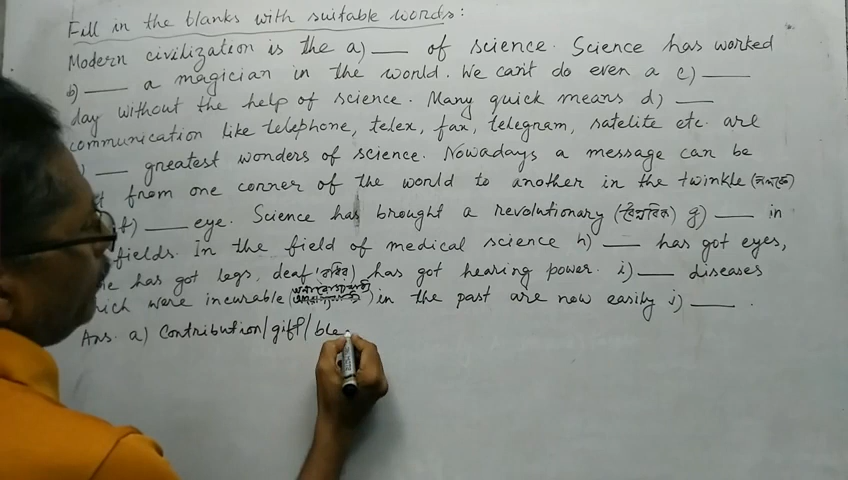 Fill in the blanks with suitable words:
Modern civilization is the a) ___ of science. Science has worked
b) ___ a magician in the world. We can't do even a c) ___
day without the help of science. Many quick means d) ___
communication like telephone, telex, fax, telegram, satelite etc. are
) ___ greatest wonders of science. Nowadays a message can be
from one corner of the world to another in the twinkle (পলকে)
f) ___ eye. Science has brought a revolutionary (বৈপ্লবিক) g) ___ in
fields. In the field of medical science h) ___ has got eyes,
has got legs, deaf (বধির) has got hearing power. i) ___ diseases
which were incurable in the past are now easily j) ___.
Ans. a) Contribution/gift/ble